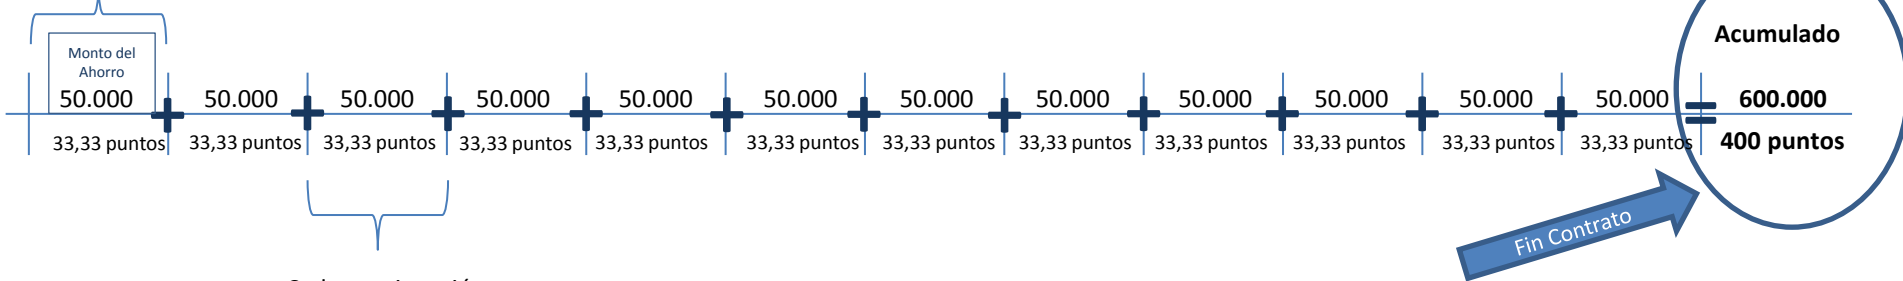 Acumulado
Monto del
Ahorro
50.000 50.000 50.000 50.000 50.000 50.000 50.000 50.000 50.000 50.000 50.000 50.000 600.000
33,33 puntos 33,33 puntos 33,33 puntos 33,33 puntos 33,33 puntos 33,33 puntos 33,33 puntos 33,33 puntos 33,33 puntos 33,33 puntos 33,33 puntos 33,33 puntos 400 puntos
Fin Contrato